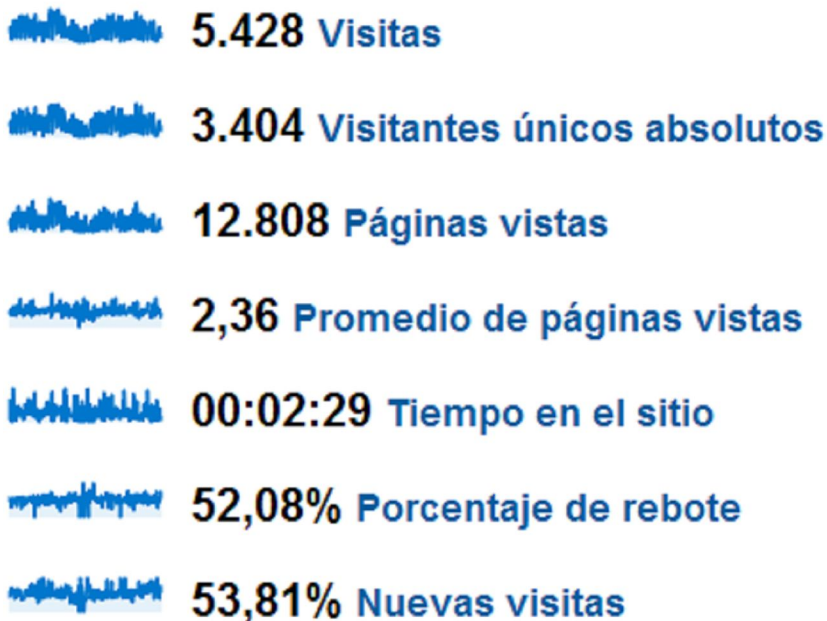 5.428 Visitas
3.404 Visitantes únicos absolutos
12.808 Páginas vistas
2,36 Promedio de páginas vistas
00:02:29 Tiempo en el sitio
52,08% Porcentaje de rebote
53,81% Nuevas visitas